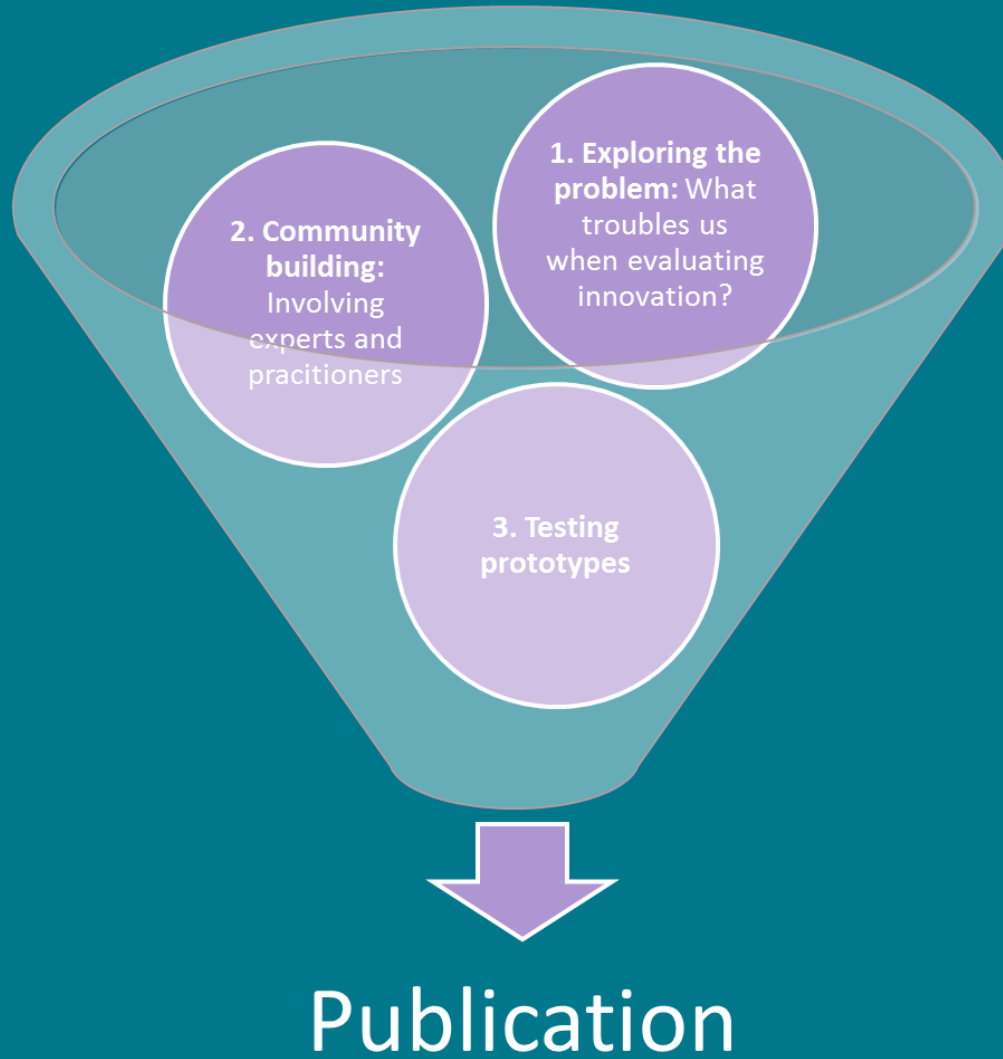 1. Exploring the
problem: What
troubles us
when evaluating
innovation?
2. Community
building:
Involving
experts and
pracitioners
3. Testing
prototypes
Publication